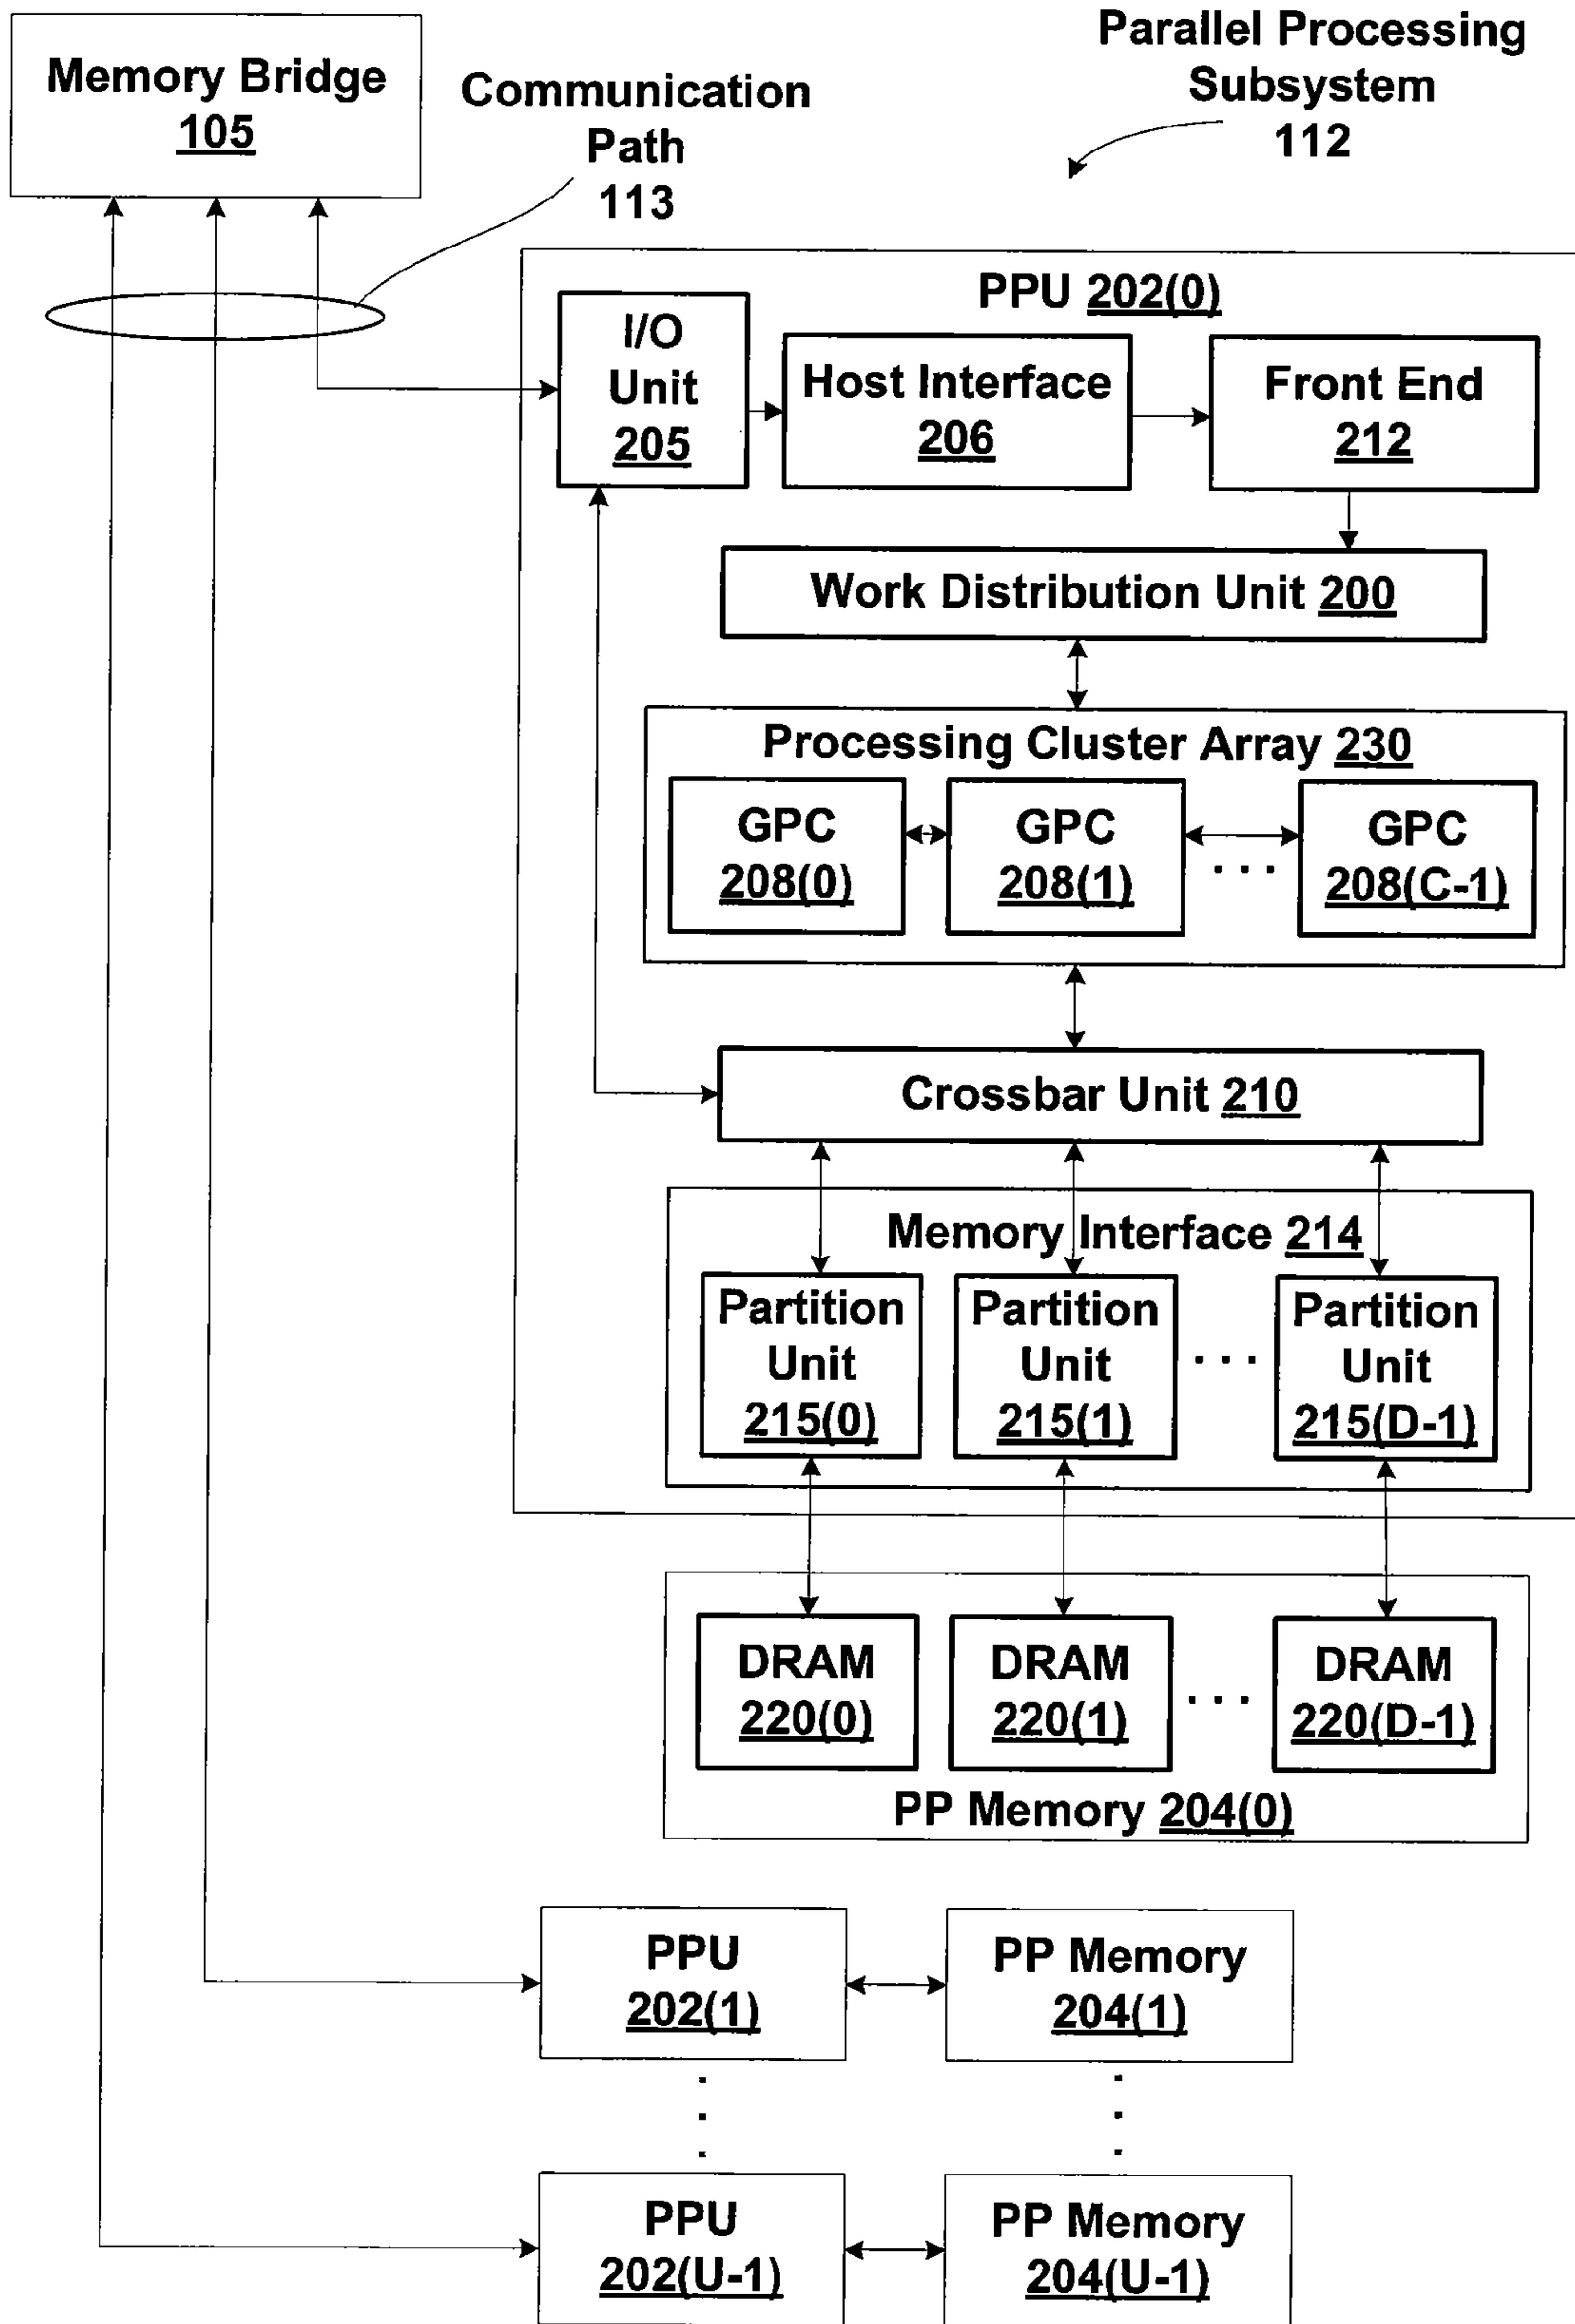 Parallel Processing
Subsystem
112
Memory Bridge
105
Communication
Path
113
PPU 202(0)
I/O
Unit
205
Host Interface
206
Front End
212
Work Distribution Unit 200
Processing Cluster Array 230
GPC
208(0)
GPC
208(1)
. . .
GPC
208(C-1)
Crossbar Unit 210
Memory Interface 214
Partition
Unit
215(0)
Partition
Unit
215(1)
. . .
Partition
Unit
215(D-1)
DRAM
220(0)
DRAM
220(1)
. . .
DRAM
220(D-1)
PP Memory 204(0)
PPU
202(1)
PP Memory
204(1)
PPU
202(U-1)
PP Memory
204(U-1)